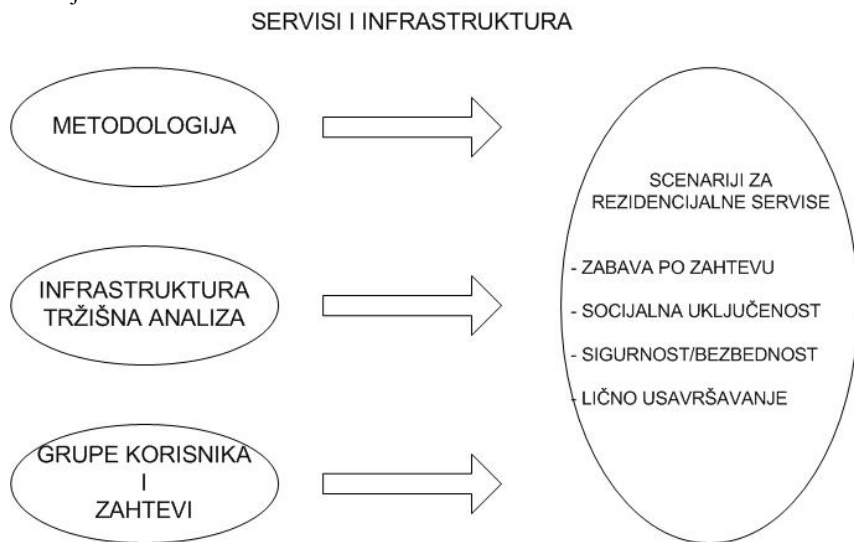 SERVISI I INFRASTRUKTURA
METODOLOGIJA
INFRASTRUKTURA
TRŽIŠNA ANALIZA
GRUPE KORISNIKA
I
ZAHTEVI
SCENARIJI ZA
REZIDENCIJALNE SERVISE
- ZABAVA PO ZAHTEVU
- SOCIJALNA UKLJUČENOST
- SIGURNOST/BEZBEDNOST
- LIČNO USAVRŠAVANJE